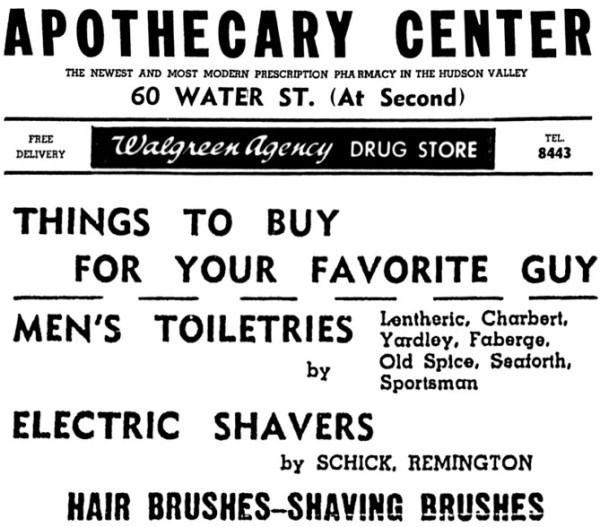 APOTHECARY CENTER
THE NEWEST AND MOST MODERN PRESCRIPTION PHARMACY IN THE HUDSON VALLEY
60 WATER ST. (At Second)
FREE
DELIVERY
Walgreen Agency DRUG STORE
TEL.
8443
THINGS TO BUY
FOR YOUR FAVORITE GUY
MEN'S TOILETRIES
by
Lentheric, Charbert,
Yardley, Faberge,
Old Spice, Seaforth,
Sportsman
ELECTRIC SHAVERS
by SCHICK, REMINGTON
HAIR BRUSHES-SHAVING BRUSHES